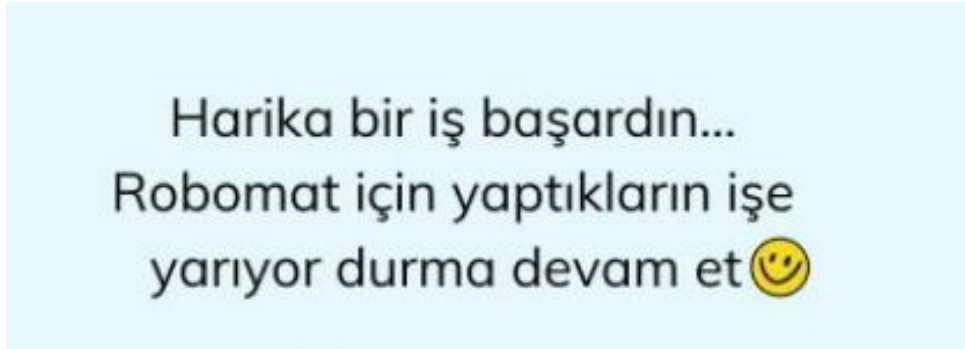 Harika bir iş başardın...
Robomat için yaptıkların işe
yarıyor durma devam et